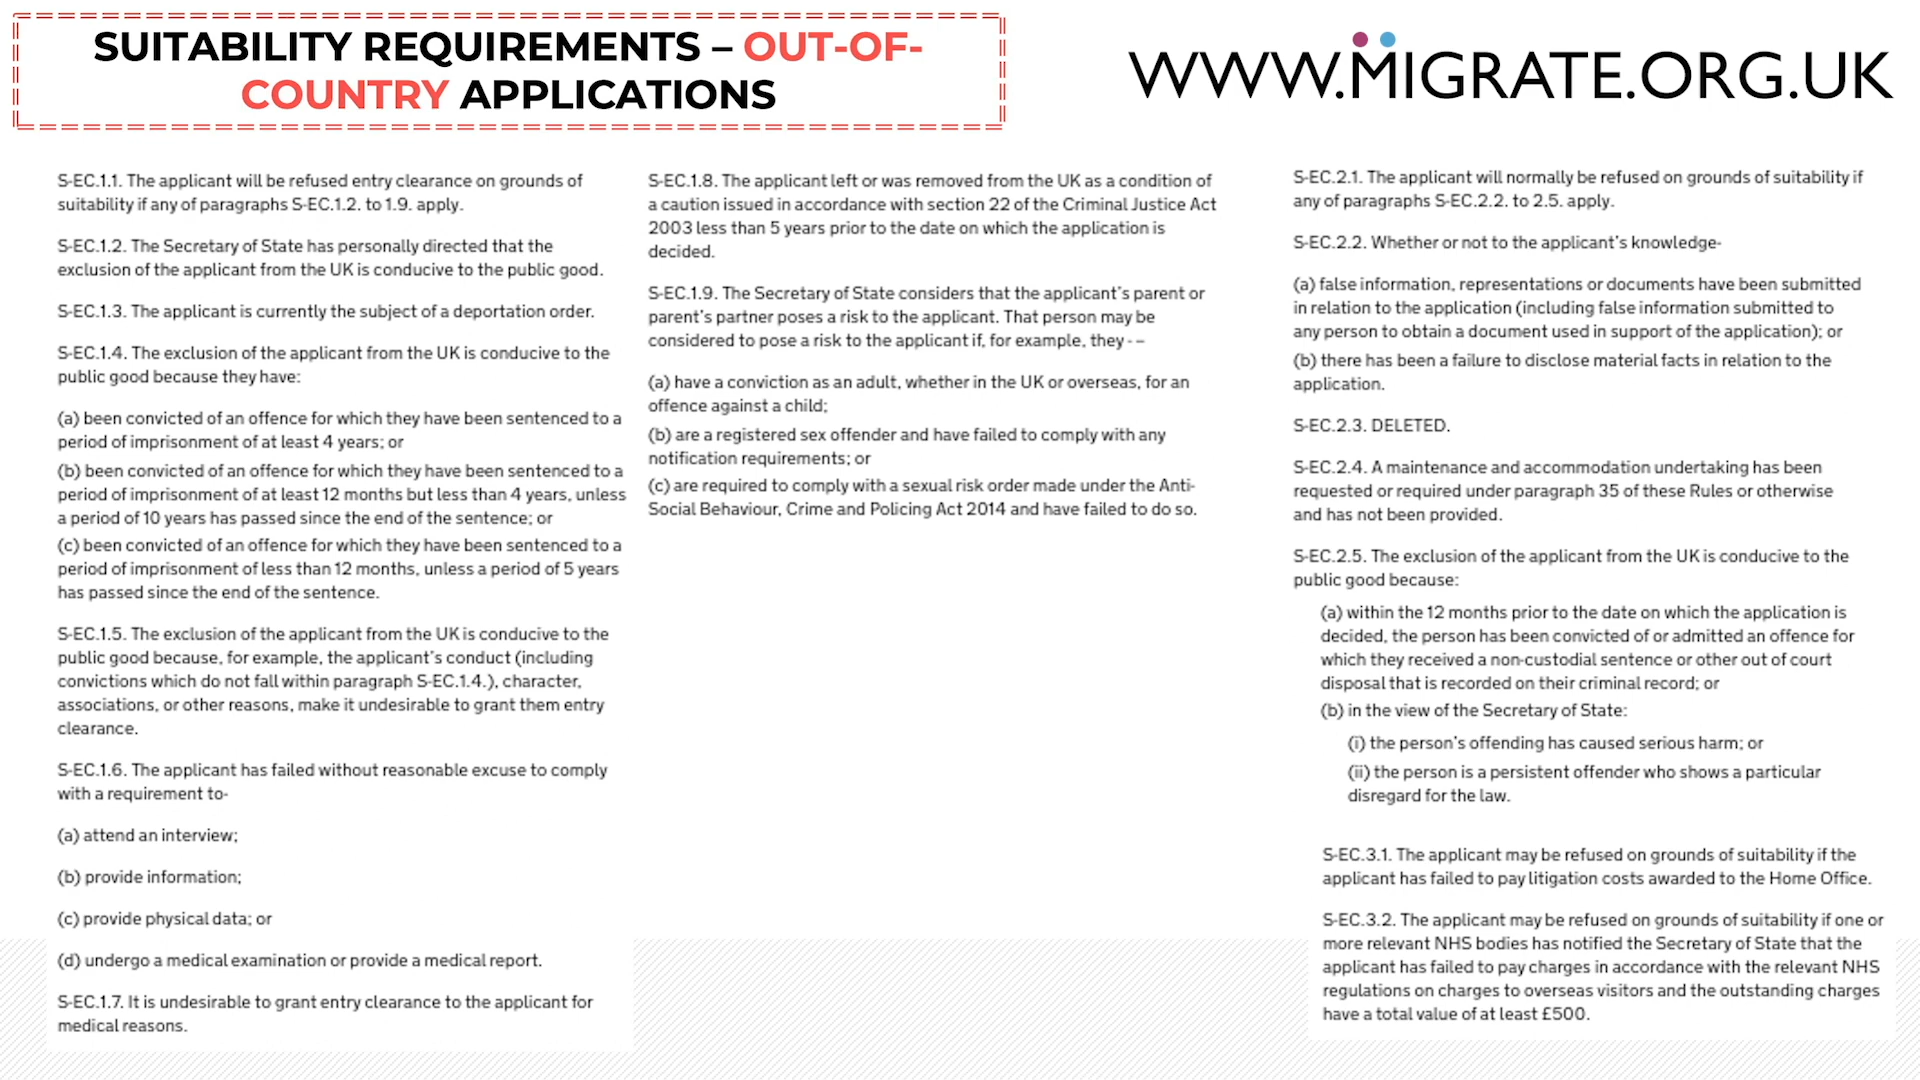 SUITABILITY REQUIREMENTS – OUT-OF-
COUNTRY APPLICATIONS
WWW.MIGRATE.ORG.UK
S-EC.1.1. The applicant will be refused entry clearance on grounds of
suitability if any of paragraphs S-EC.1.2. to 1.9. apply.
S-EC.1.2. The Secretary of State has personally directed that the
exclusion of the applicant from the UK is conducive to the public good.
S-EC.1.3. The applicant is currently the subject of a deportation order.
S-EC.1.4. The exclusion of the applicant from the UK is conducive to the
public good because they have:
(a) been convicted of an offence for which they have been sentenced to a
period of imprisonment of at least 4 years; or
(b) been convicted of an offence for which they have been sentenced to a
period of imprisonment of at least 12 months but less than 4 years, unless
a period of 10 years has passed since the end of the sentence; or
(c) been convicted of an offence for which they have been sentenced to a
period of imprisonment of less than 12 months, unless a period of 5 years
has passed since the end of the sentence.
S-EC.1.5. The exclusion of the applicant from the UK is conducive to the
public good because, for example, the applicant's conduct (including
convictions which do not fall within paragraph S-EC.1.4.), character,
associations, or other reasons, make it undesirable to grant them entry
clearance.
S-EC.1.6. The applicant has failed without reasonable excuse to comply
with a requirement to-
(a) attend an interview;
(b) provide information;
(c) provide physical data; or
(d) undergo a medical examination or provide a medical report.
S-EC.1.7. It is undesirable to grant entry clearance to the applicant for
medical reasons.
S-EC.1.8. The applicant left or was removed from the UK as a condition of
a caution issued in accordance with section 22 of the Criminal Justice Act
2003 less than 5 years prior to the date on which the application is
decided.
S-EC.1.9. The Secretary of State considers that the applicant's parent or
parent's partner poses a risk to the applicant. That person may be
considered to pose a risk to the applicant if, for example, they - –
(a) have a conviction as an adult, whether in the UK or overseas, for an
offence against a child;
(b) are a registered sex offender and have failed to comply with any
notification requirements; or
(c) are required to comply with a sexual risk order made under the Anti-
Social Behaviour, Crime and Policing Act 2014 and have failed to do so.
S-EC.2.1. The applicant will normally be refused on grounds of suitability if
any of paragraphs S-EC.2.2. to 2.5. apply.
S-EC.2.2. Whether or not to the applicant's knowledge-
(a) false information, representations or documents have been submitted
in relation to the application (including false information submitted to
any person to obtain a document used in support of the application); or
(b) there has been a failure to disclose material facts in relation to the
application.
S-EC.2.3. DELETED.
S-EC.2.4. A maintenance and accommodation undertaking has been
requested or required under paragraph 35 of these Rules or otherwise
and has not been provided.
S-EC.2.5. The exclusion of the applicant from the UK is conducive to the
public good because:
(a) within the 12 months prior to the date on which the application is
decided, the person has been convicted of or admitted an offence for
which they received a non-custodial sentence or other out of court
disposal that is recorded on their criminal record; or
(b) in the view of the Secretary of State:
(i) the person's offending has caused serious harm; or
(ii) the person is a persistent offender who shows a particular
disregard for the law.
S-EC.3.1. The applicant may be refused on grounds of suitability if the
applicant has failed to pay litigation costs awarded to the Home Office.
S-EC.3.2. The applicant may be refused on grounds of suitability if one or
more relevant NHS bodies has notified the Secretary of State that the
applicant has failed to pay charges in accordance with the relevant NHS
regulations on charges to overseas visitors and the outstanding charges
have a total value of at least £500.